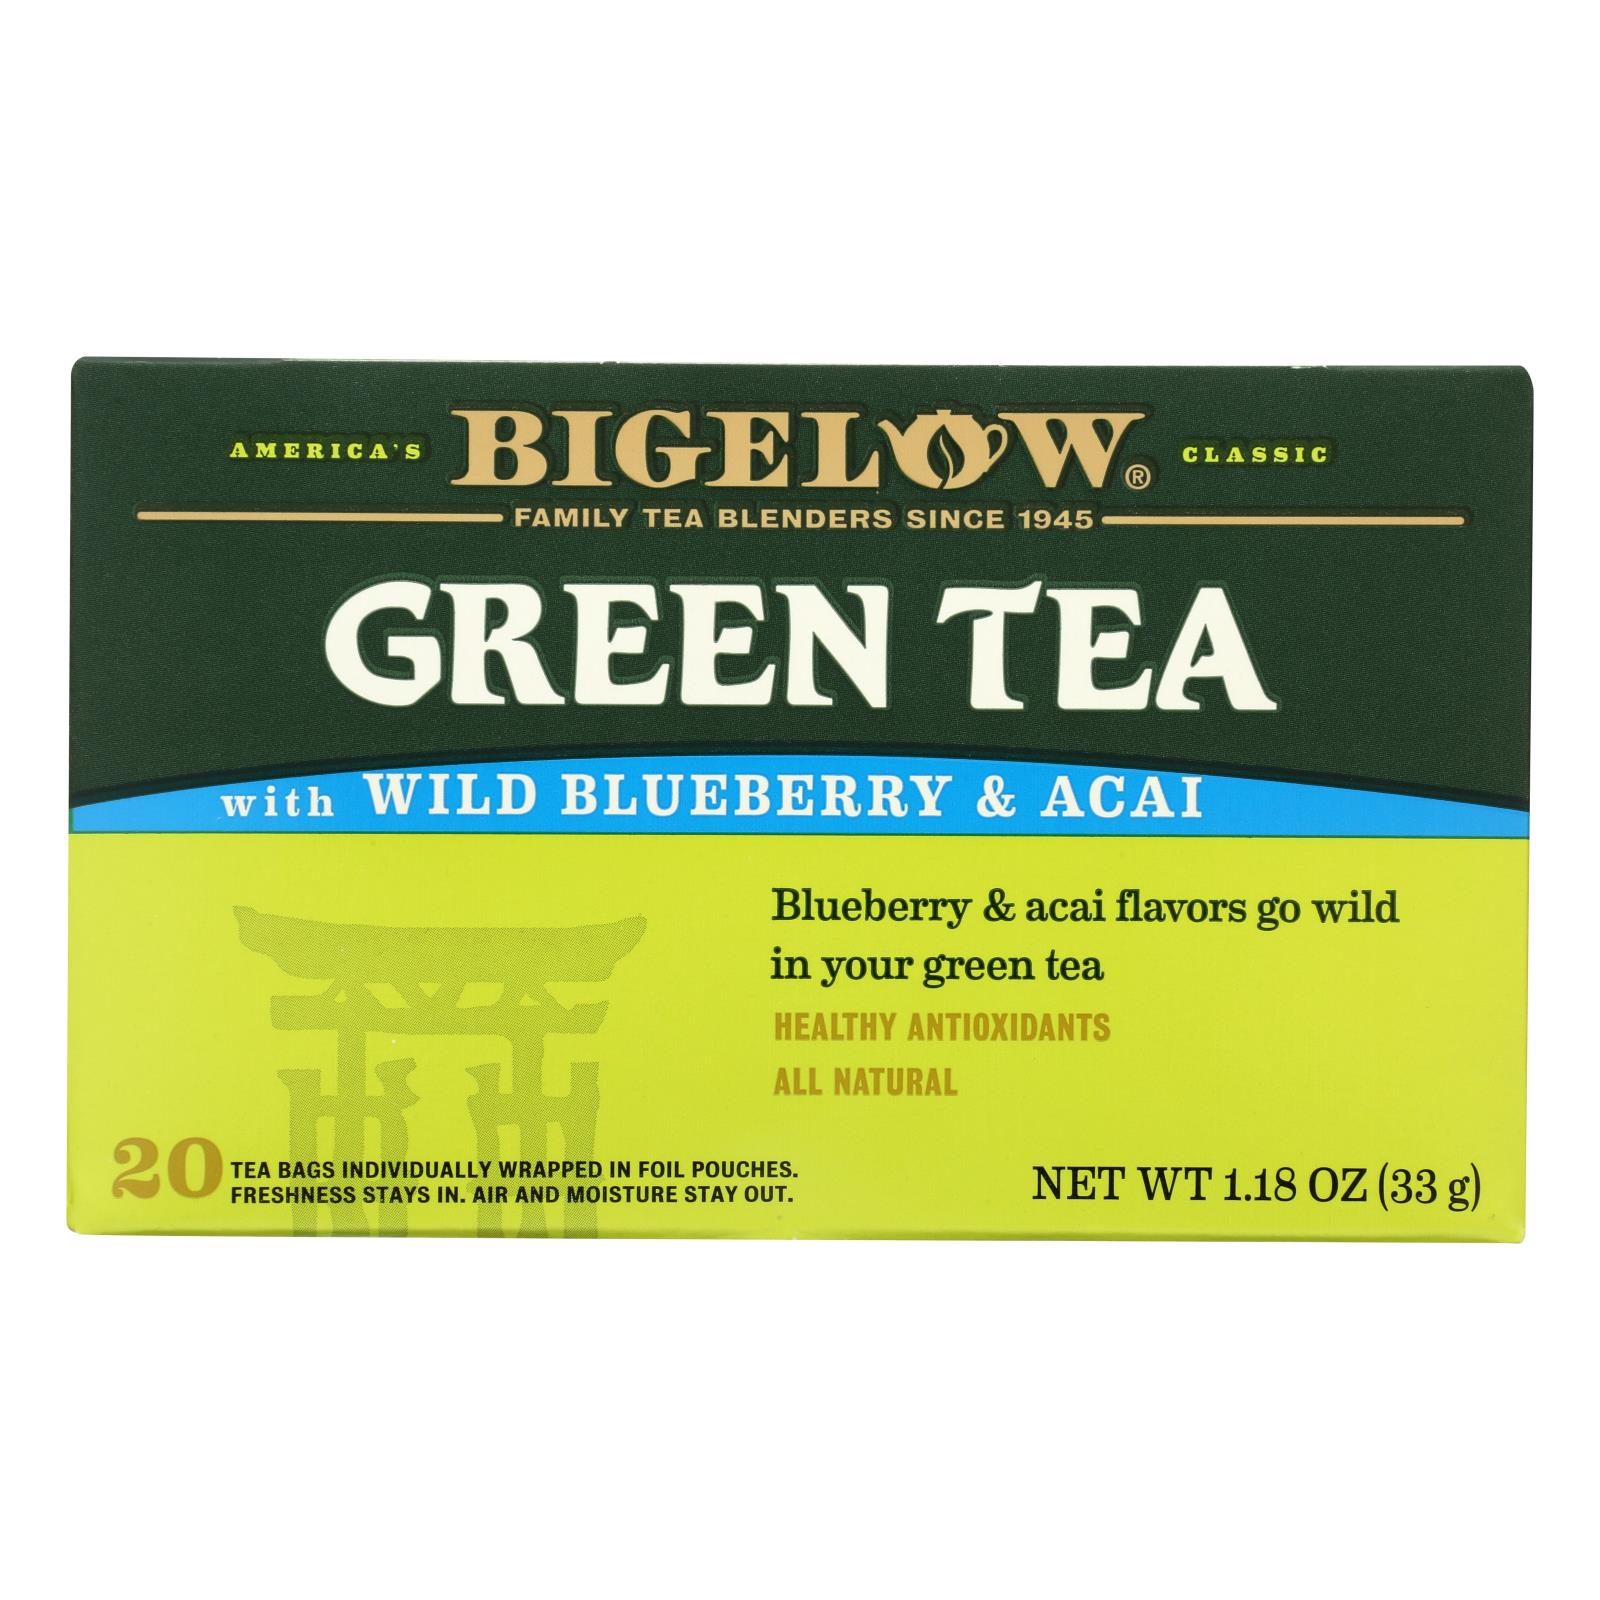 AMERICA'S BIGELOW® CLASSIC
FAMILY TEA BLENDERS SINCE 1945
GREEN TEA
with WILD BLUEBERRY & ACAI
Blueberry & acai flavors go wild
in your green tea
HEALTHY ANTIOXIDANTS
ALL NATURAL
20 TEA BAGS INDIVIDUALLY WRAPPED IN FOIL POUCHES.
FRESHNESS STAYS IN. AIR AND MOISTURE STAY OUT.
NET WT 1.18 OZ (33 g)